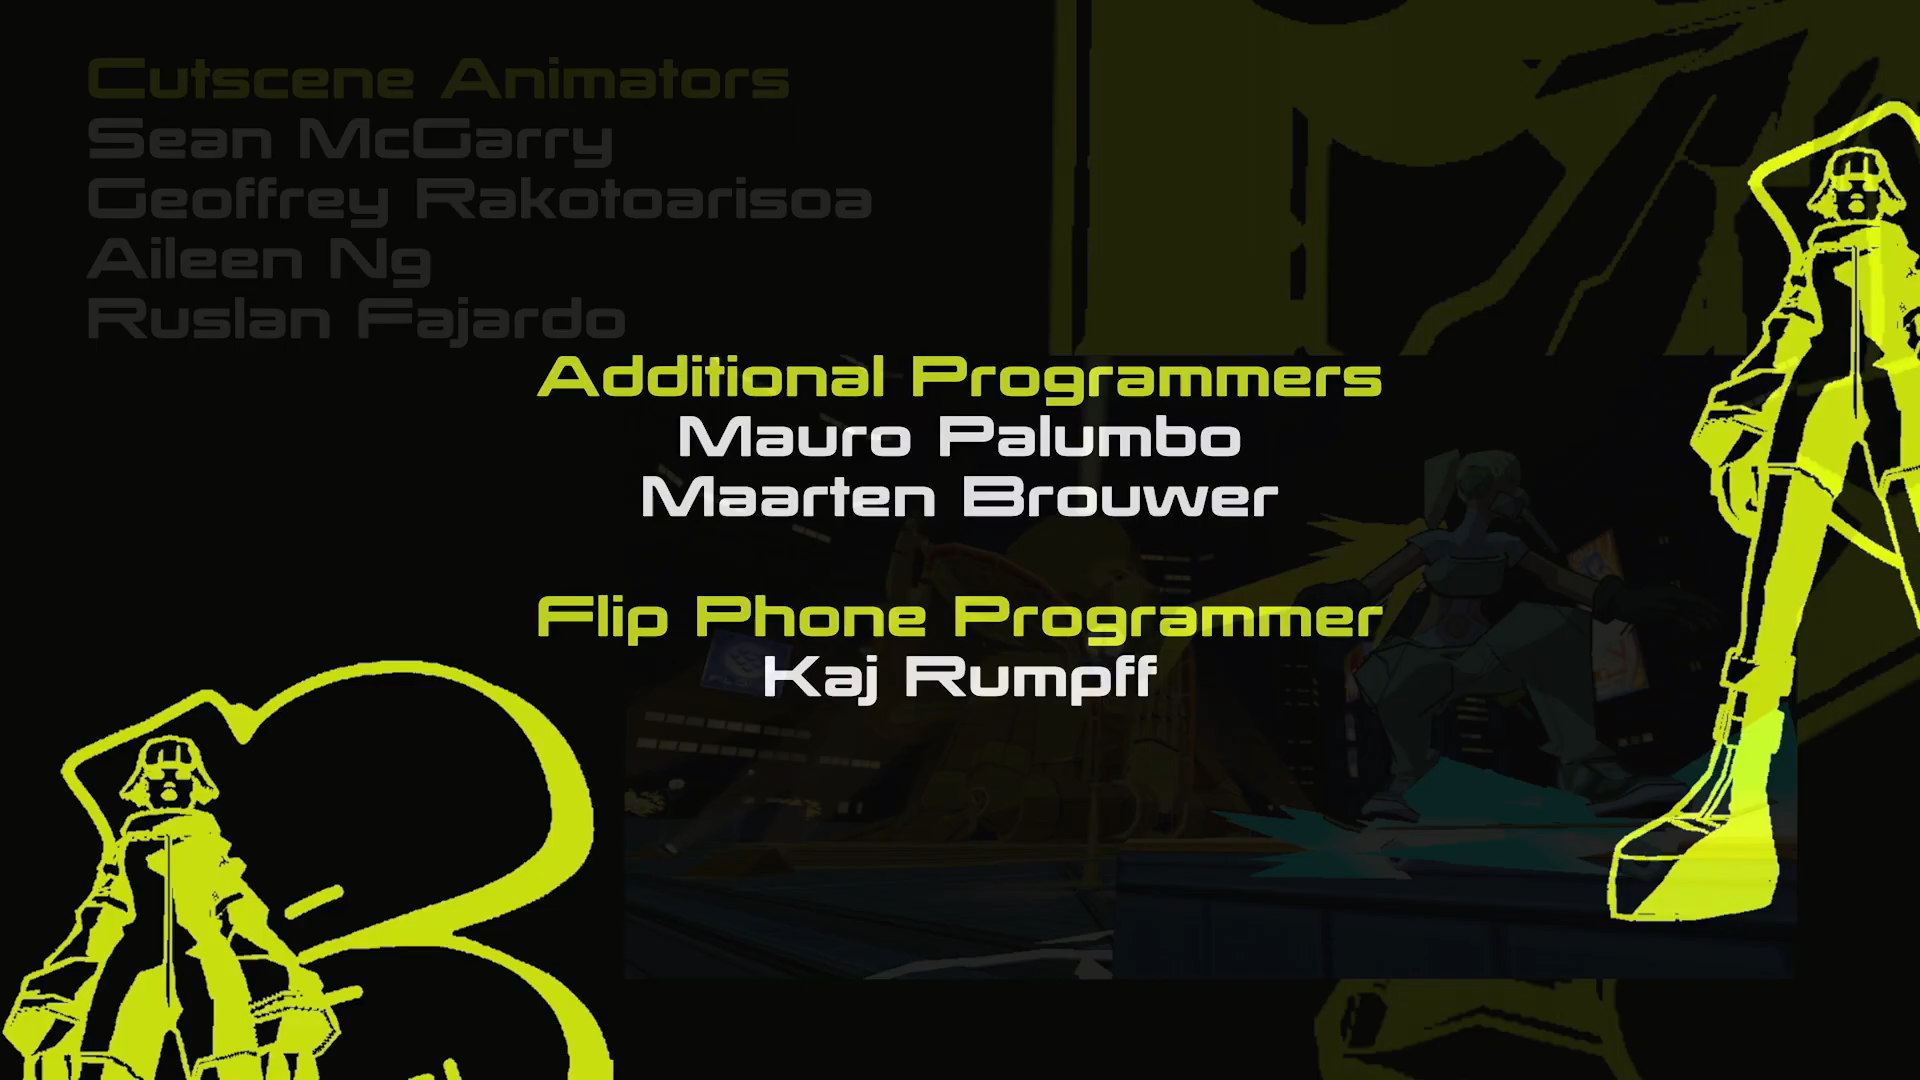 Cutscene Animators
Sean McGarry
Geoffrey Rakotoarisoa
Aileen Ng
Ruslan Fajardo
Additional Programmers
Mauro Palumbo
Maarten Brouwer
Flip Phone Programmer
Kaj Rumpff